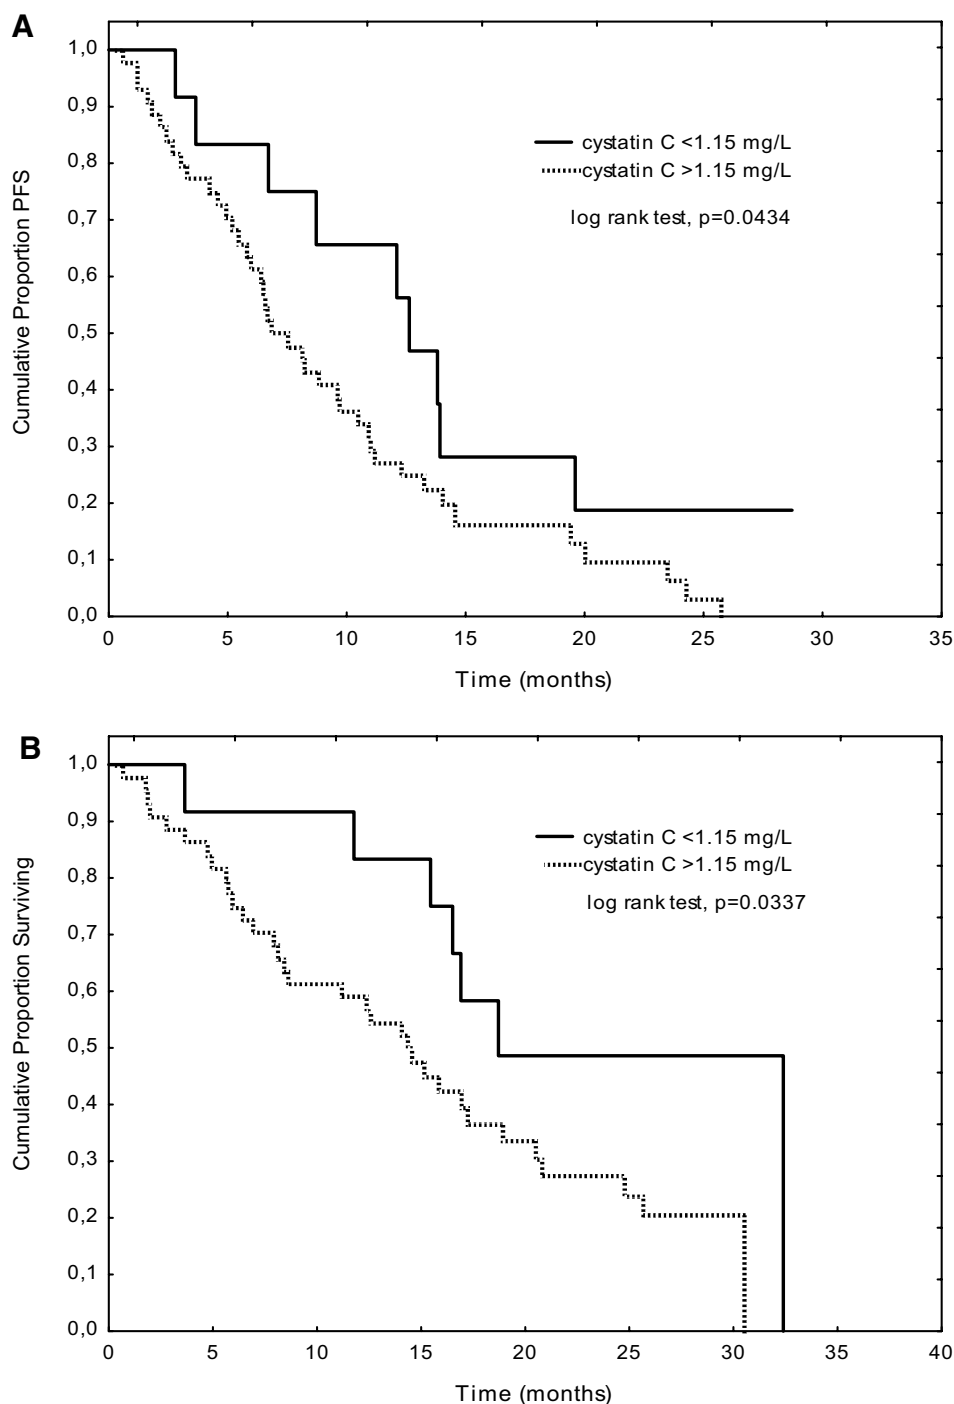 A
1,0
0,9
0,8
0,7
0,6
0,5
0,4
0,3
0,2
0,1
0,0
Cumulative Proportion PFS
cystatin C <1.15 mg/L
cystatin C >1.15 mg/L
log rank test, p=0.0434
0 5 10 15 20 25 30 35
Time (months)
B
1,0
0,9
0,8
0,7
0,6
0,5
0,4
0,3
0,2
0,1
0,0
Cumulative Proportion Surviving
cystatin C <1.15 mg/L
cystatin C >1.15 mg/L
log rank test, p=0.0337
0 5 10 15 20 25 30 35 40
Time (months)